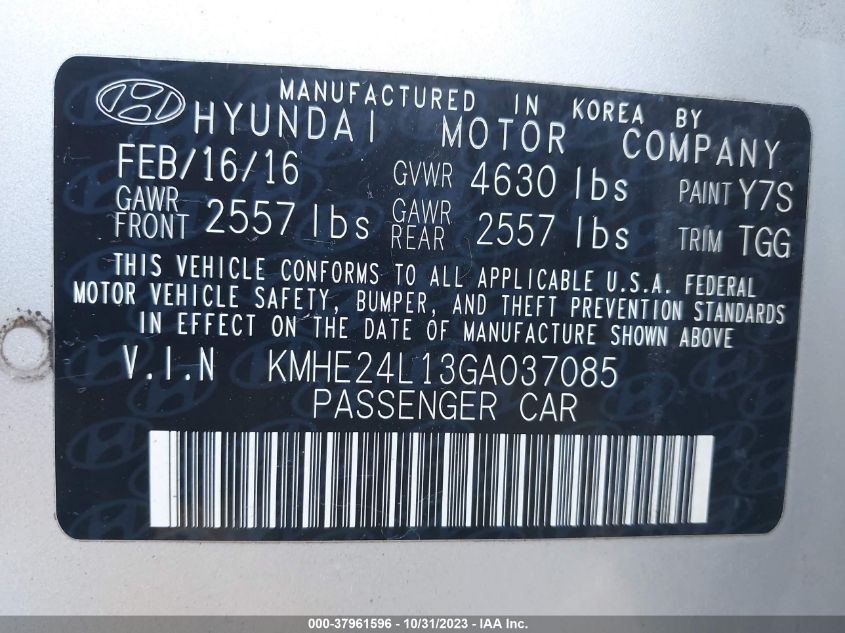 MANUFACTURED IN KOREA BY
HYUNDAI MOTOR COMPANY
FEB/16/16 GVWR 4630 lbs PAINT Y7S
GAWR FRONT 2557 lbs GAWR REAR 2557 lbs TRIM TGG
THIS VEHICLE CONFORMS TO ALL APPLICABLE U.S.A. FEDERAL
MOTOR VEHICLE SAFETY, BUMPER, AND THEFT PREVENTION STANDARDS
IN EFFECT ON THE DATE OF MANUFACTURE SHOWN ABOVE
V.I.N KMHE24L13GA037085
PASSENGER CAR
000-37961596 - 10/31/2023 - IAA Inc.